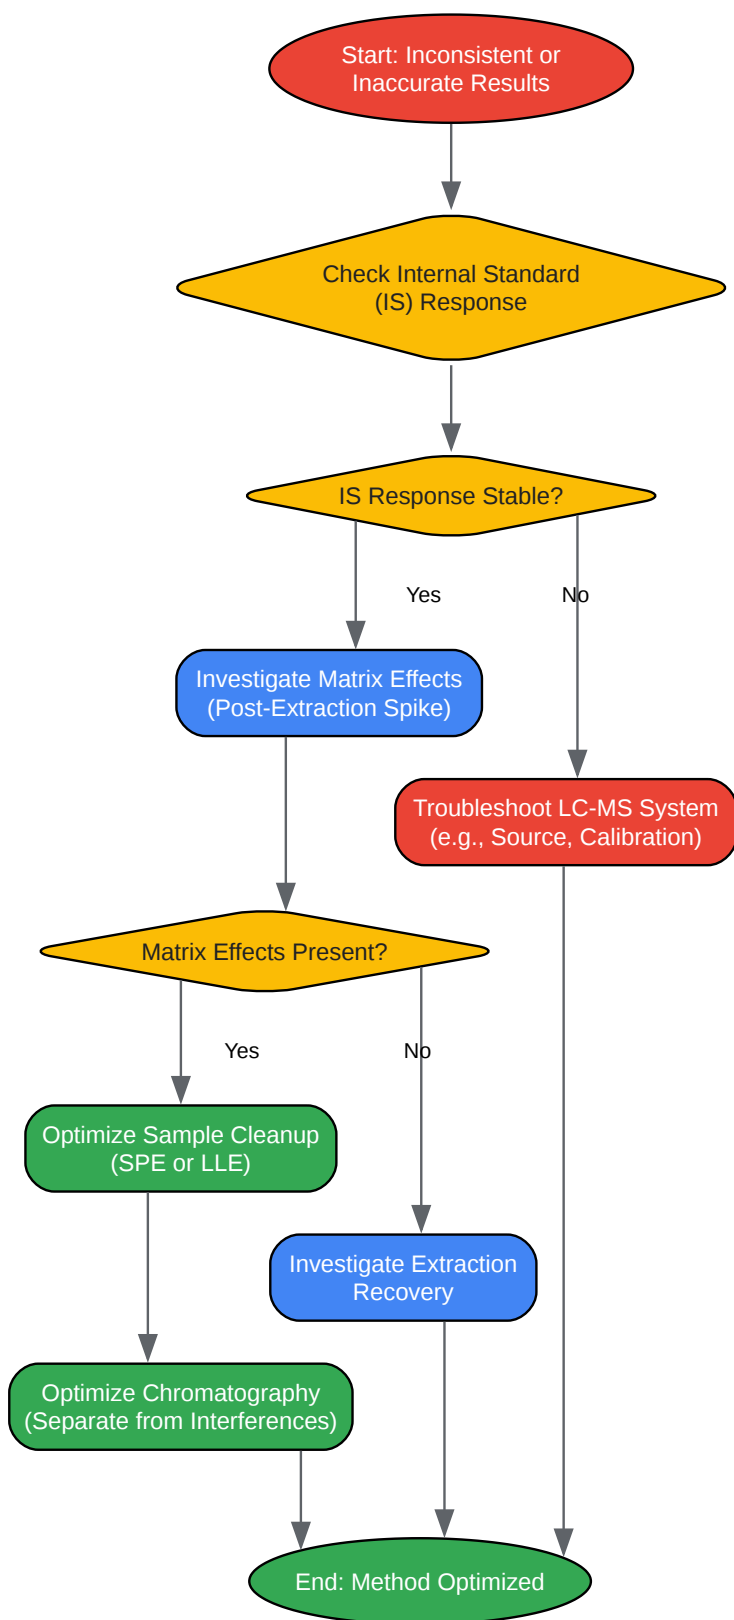 Start: Inconsistent or
Inaccurate Results
Check Internal Standard
(IS) Response
IS Response Stable?
Yes
No
Investigate Matrix Effects
(Post-Extraction Spike)
Troubleshoot LC-MS System
(e.g., Source, Calibration)
Matrix Effects Present?
Yes
No
Optimize Sample Cleanup
(SPE or LLE)
Investigate Extraction
Recovery
Optimize Chromatography
(Separate from Interferences)
End: Method Optimized